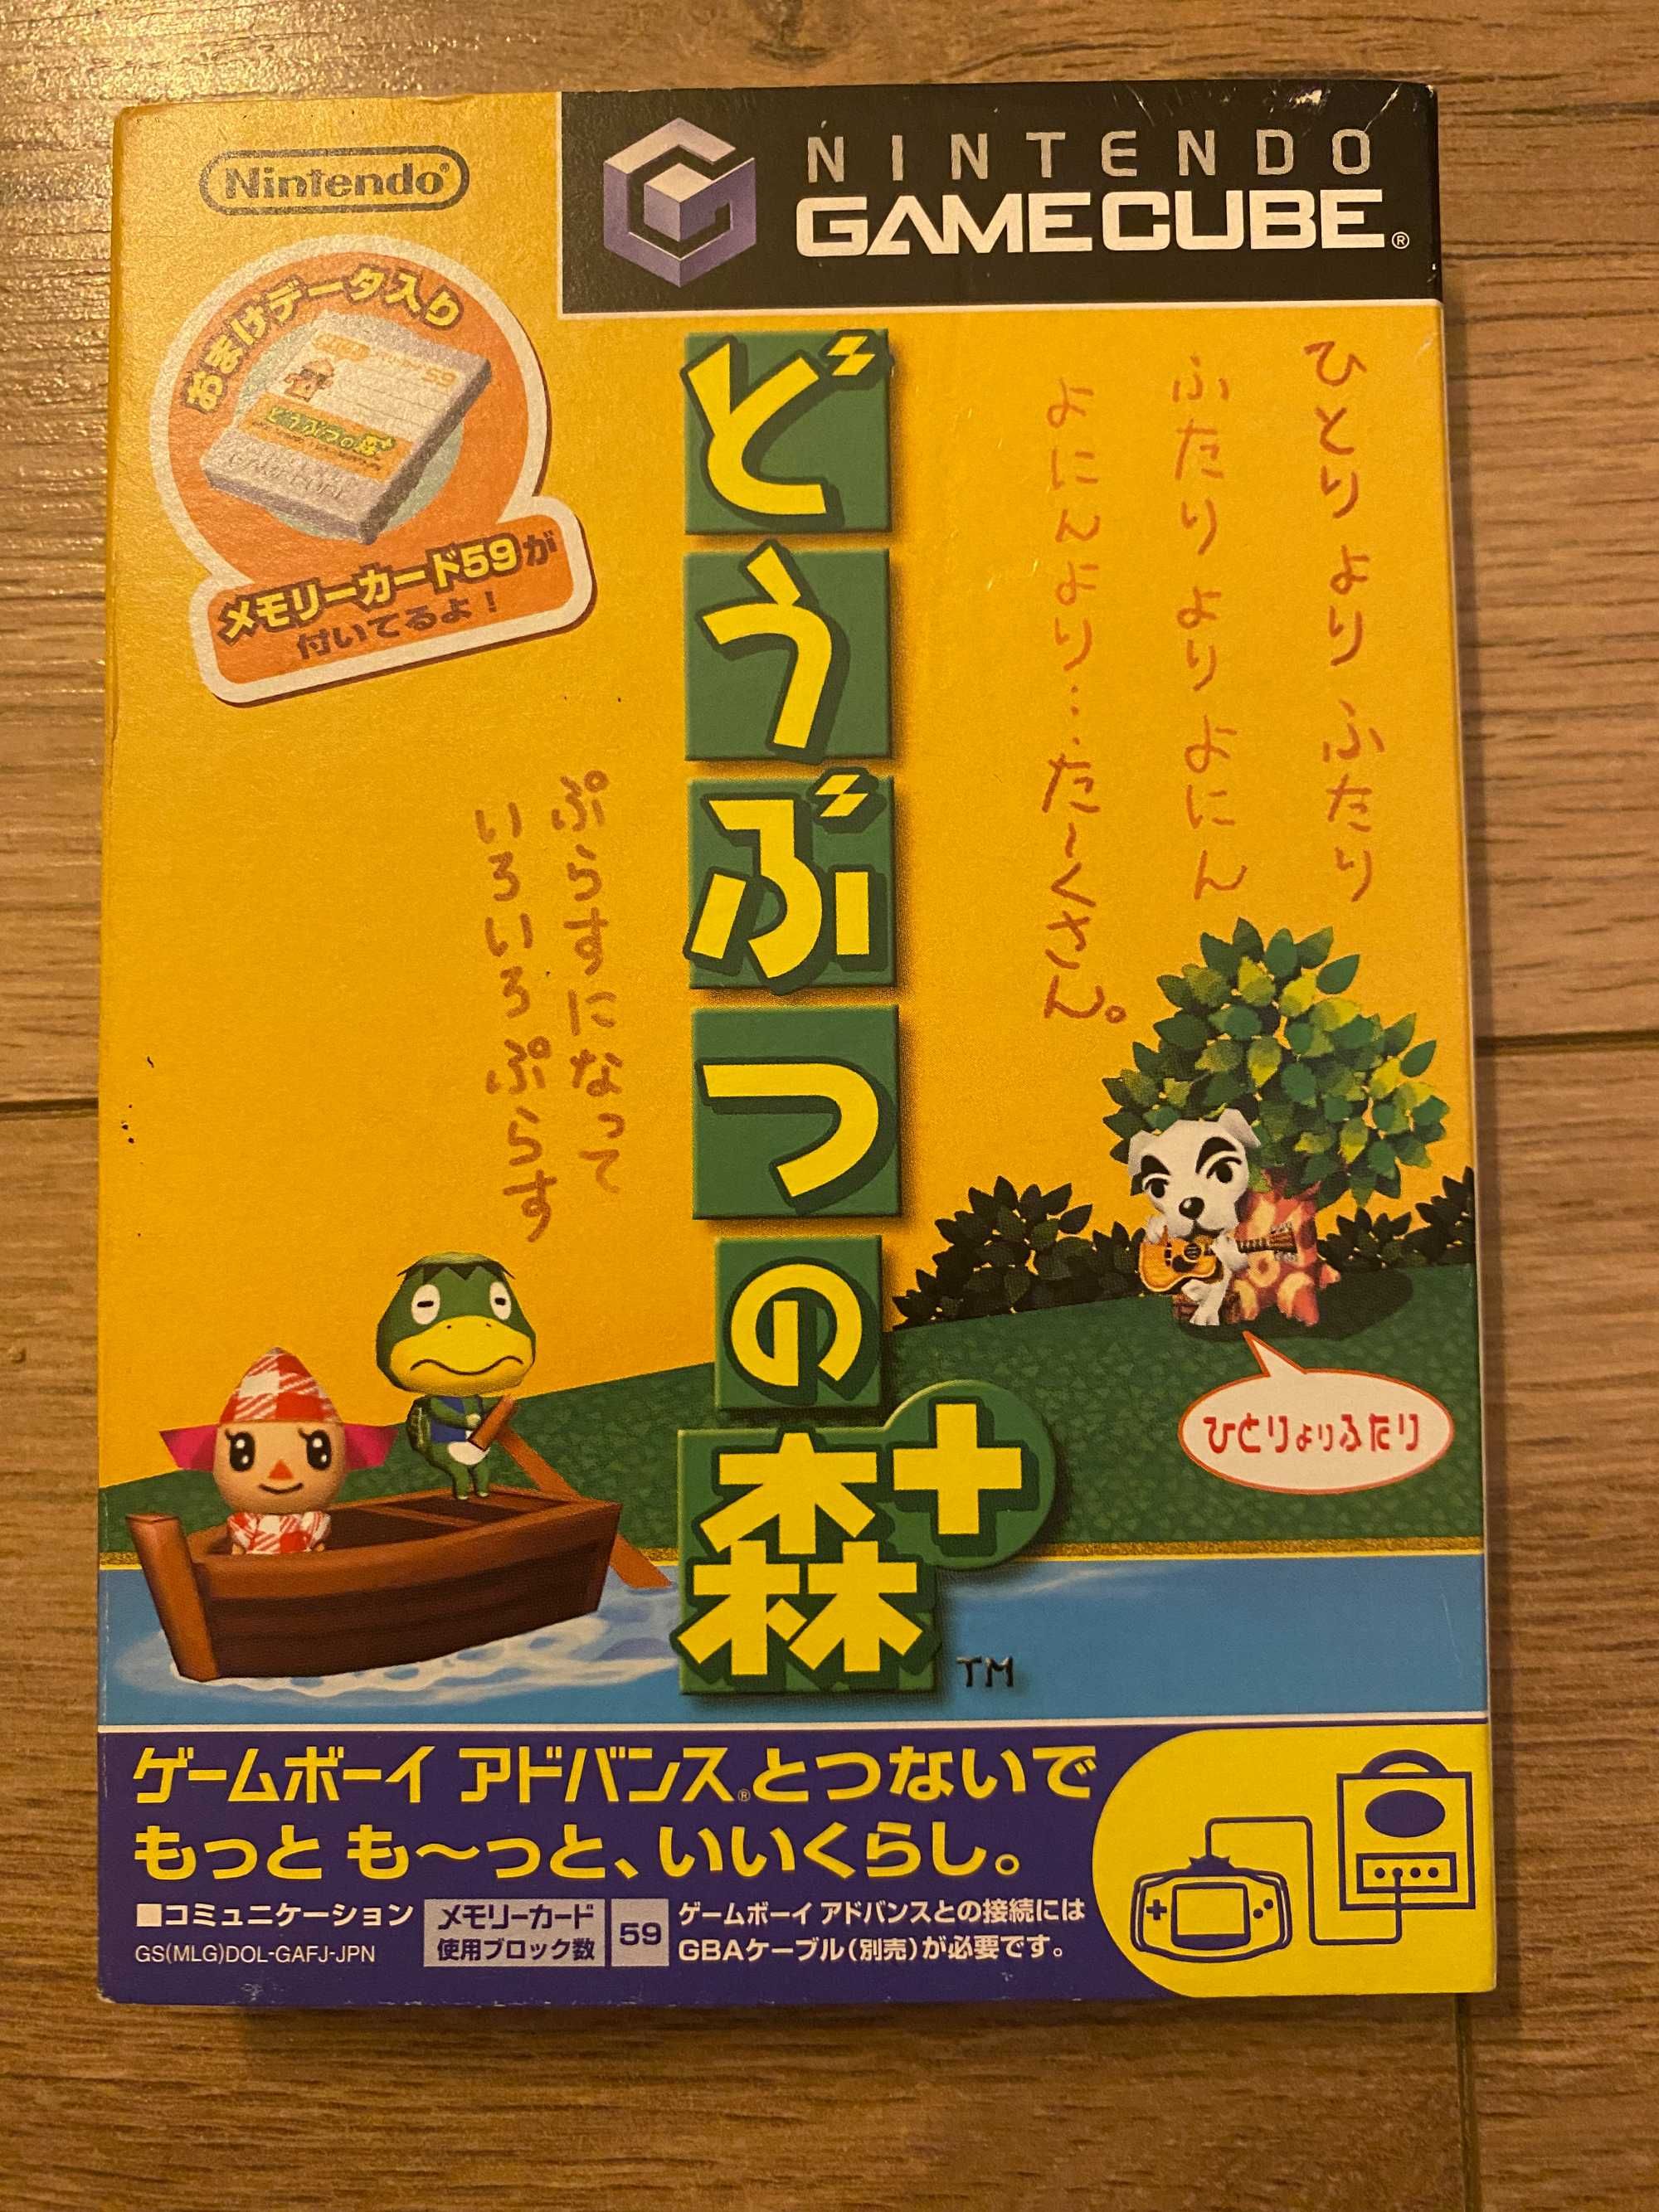 Nintendo®
NINTENDO
GAMECUBE®
おまけデータ入り
59
どうぶつの森+
メモリーカード59が
付いてるよ!
ひとりより ふたり
ふたりより よにん
よにんより…た〜くさん。
どうぶつの森+
ぷらすになって
いろいろ ぷらす
ひとりよりふたり
TM
ゲームボーイ アドバンス®とつないで
もっと も〜っと、いいくらし。
■コミュニケーション
GS(MLG)DOL-GAFJ-JPN
メモリーカード
使用ブロック数
59
ゲームボーイ アドバンスとの接続には
GBAケーブル(別売)が必要です。